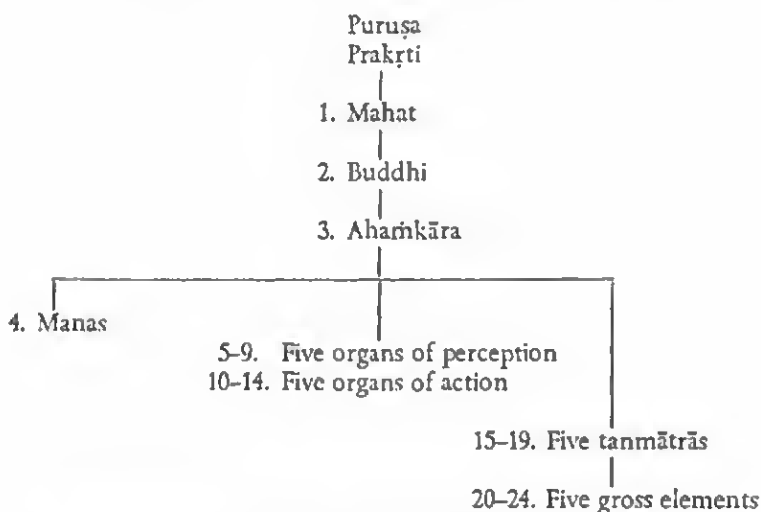 Puruṣa
Prakṛti
1. Mahat
2. Buddhi
3. Ahaṁkāra
4. Manas
5–9. Five organs of perception
10–14. Five organs of action
15–19. Five tanmātrās
20–24. Five gross elements